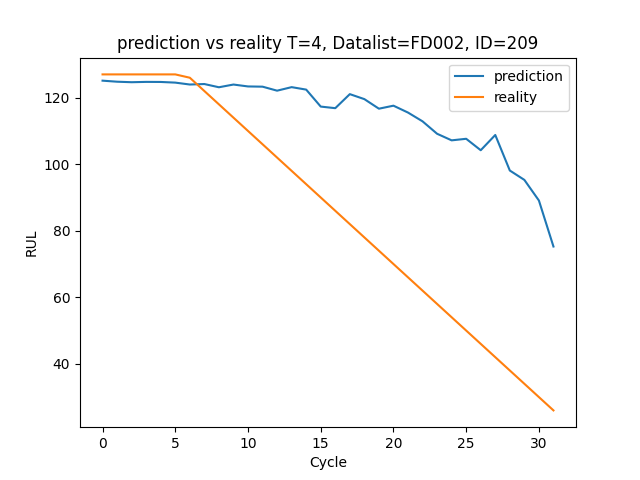 prediction vs reality T=4, Datalist=FD002, ID=209
prediction
reality
120
100
80
60
40
RUL
0 5 10 15 20 25 30
Cycle